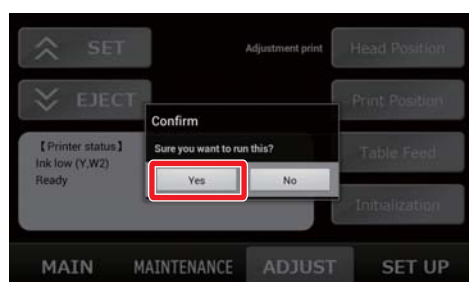 SET
Adjustment print
Head Position
EJECT
Print Position
Confirm
Sure you want to run this?
Yes No
【Printer status】
Ink low (Y,W2)
Ready
Table Feed
Initialization
MAIN MAINTENANCE ADJUST SET UP